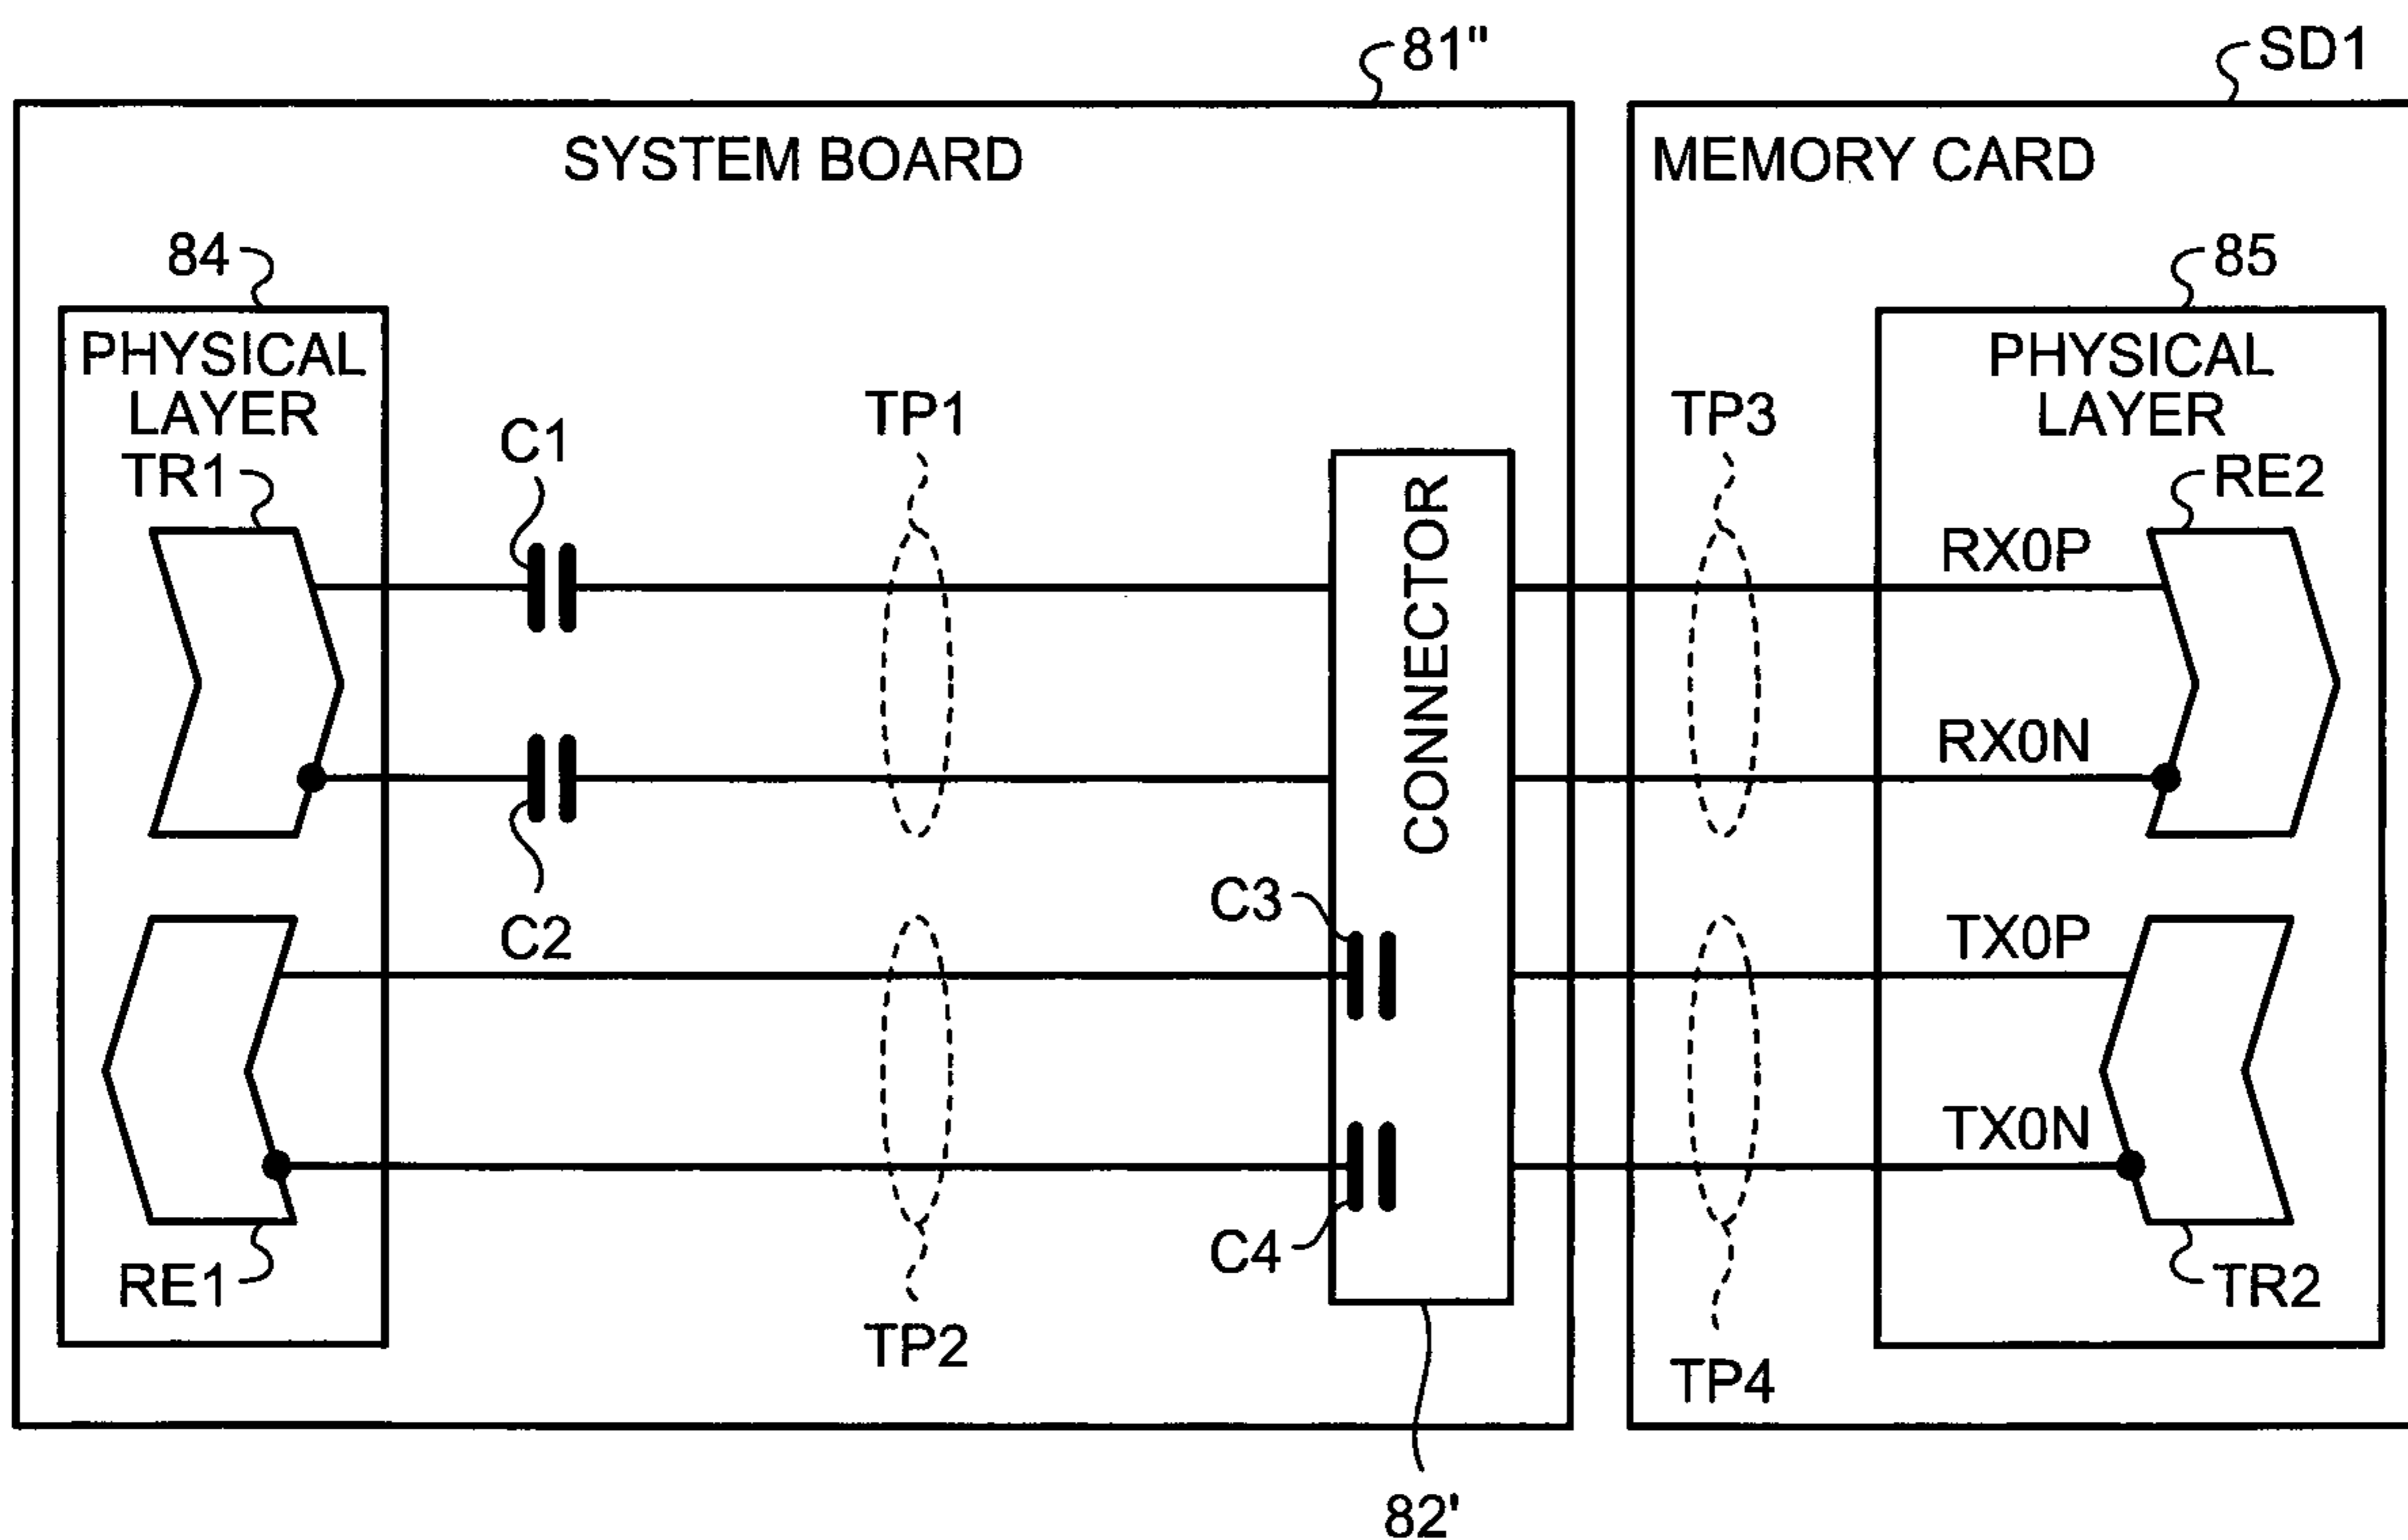 81"
SD1
SYSTEM BOARD
MEMORY CARD
84
85
PHYSICAL
LAYER
PHYSICAL
LAYER
TR1
C1
TP1
TP3
RE2
CONNECTOR
RX0P
RX0N
C2
C3
TX0P
TX0N
C4
RE1
TR2
TP2
TP4
82'